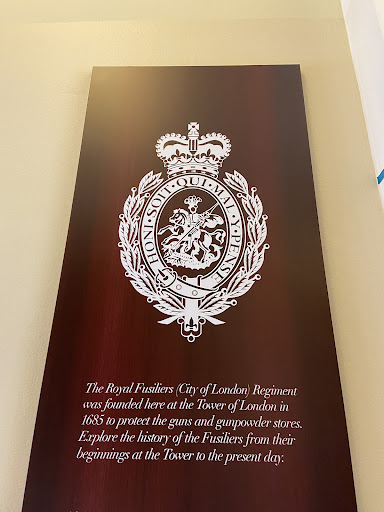 HONI·SOIT·QUI·MAL·Y·PENSE
The Royal Fusiliers (City of London) Regiment
was founded here at the Tower of London in
1685 to protect the guns and gunpowder stores.
Explore the history of the Fusiliers from their
beginnings at the Tower to the present day.